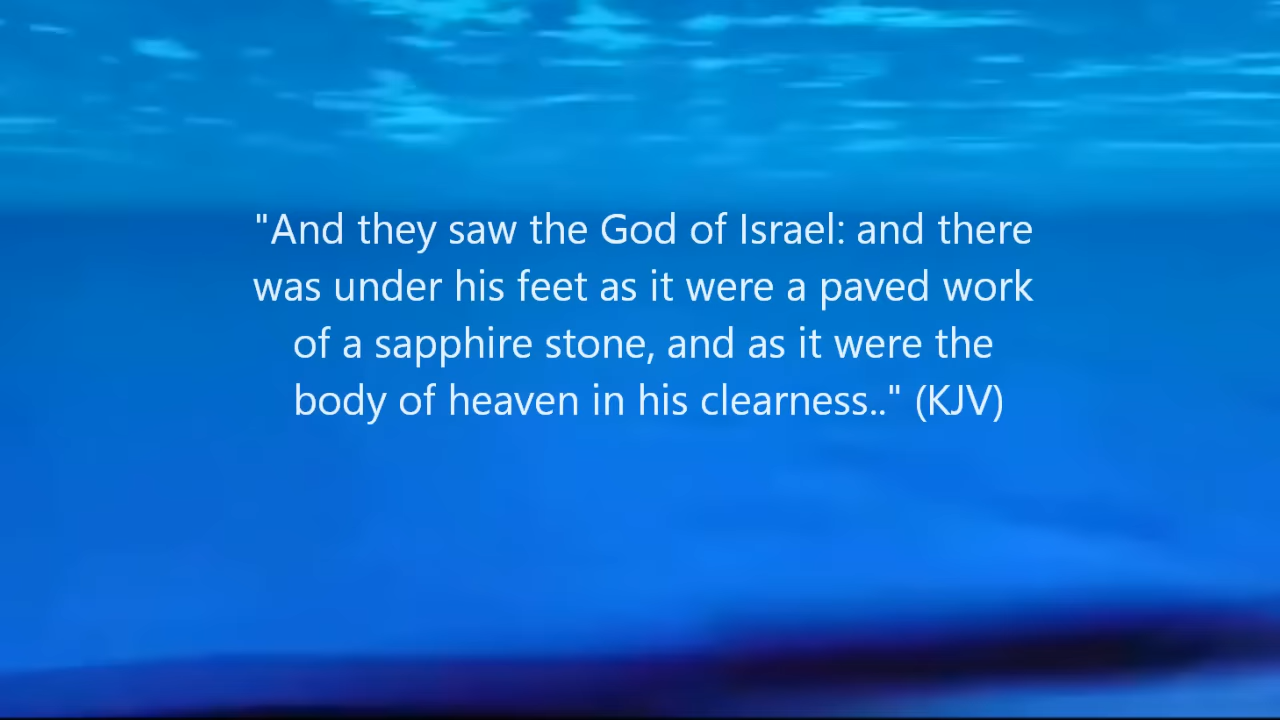 "And they saw the God of Israel: and there
was under his feet as it were a paved work
of a sapphire stone, and as it were the
body of heaven in his clearness.." (KJV)